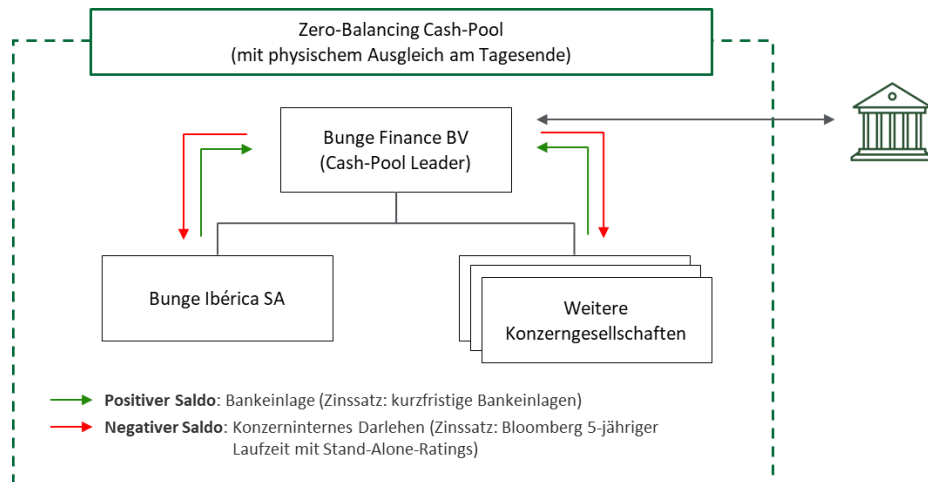 Zero-Balancing Cash-Pool
(mit physischem Ausgleich am Tagesende)
Bunge Finance BV
(Cash-Pool Leader)
Bunge Ibérica SA
Weitere
Konzerngesellschaften
Positiver Saldo: Bankeinlage (Zinssatz: kurzfristige Bankeinlagen)
Negativer Saldo: Konzerninternes Darlehen (Zinssatz: Bloomberg 5-jähriger
Laufzeit mit Stand-Alone-Ratings)